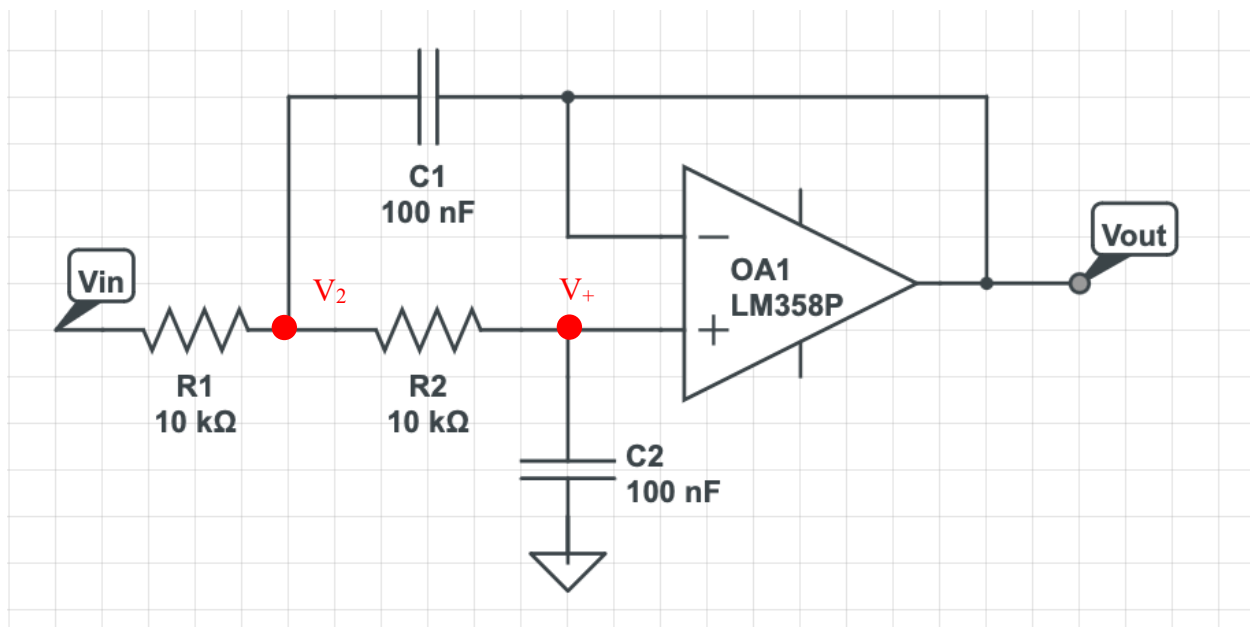 C1
100 nF
Vin
V2
V+
OA1
LM358P
Vout
R1
10 kΩ
R2
10 kΩ
C2
100 nF